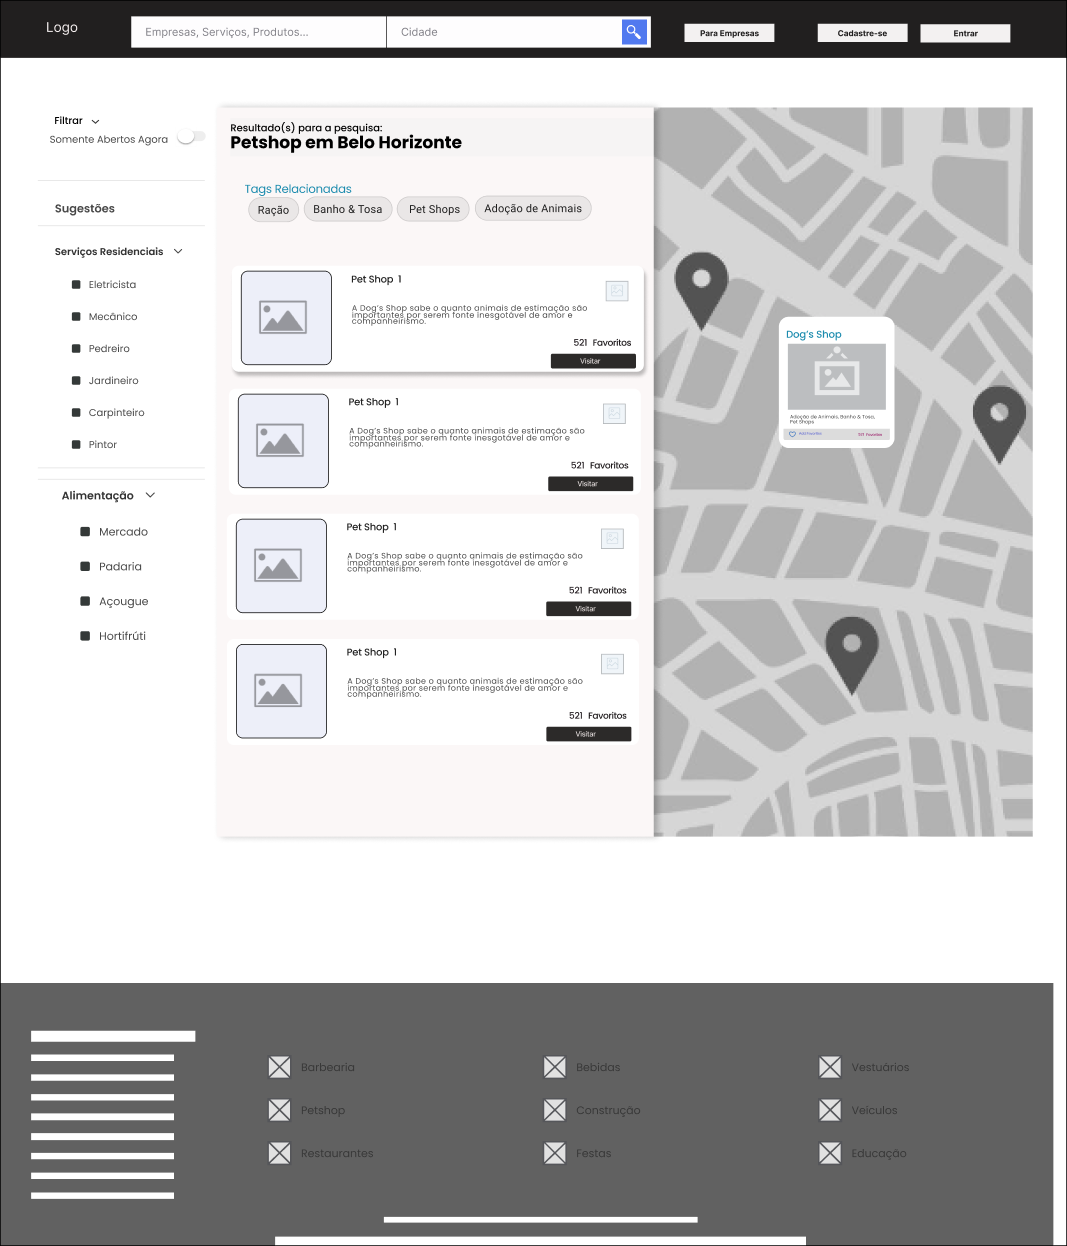 Logo
Empresas, Serviços, Produtos...
Cidade
Para Empresas
Cadastre-se
Entrar
Filtrar
Somente Abertos Agora
Sugestões
Serviços Residenciais
Eletricista
Mecânico
Pedreiro
Jardineiro
Carpinteiro
Pintor
Alimentação
Mercado
Padaria
Açougue
Hortifrúti
Resultado(s) para a pesquisa:
Petshop em Belo Horizonte
Tags Relacionadas
Ração
Banho & Tosa
Pet Shops
Adoção de Animais
Pet Shop 1
A Dog's Shop sabe o quanto animais de estimação são
importantes por serem fonte inesgotável de amor e
companheirismo.
521 Favoritos
Visitar
Pet Shop 1
A Dog's Shop sabe o quanto animais de estimação são
importantes por serem fonte inesgotável de amor e
companheirismo.
521 Favoritos
Visitar
Pet Shop 1
A Dog's Shop sabe o quanto animais de estimação são
importantes por serem fonte inesgotável de amor e
companheirismo.
521 Favoritos
Visitar
Pet Shop 1
A Dog's Shop sabe o quanto animais de estimação são
importantes por serem fonte inesgotável de amor e
companheirismo.
521 Favoritos
Visitar
Dog's Shop
Adoção de Animais, Banho & Tosa,
Pet Shops
Barbearia
Petshop
Restaurantes
Bebidas
Construção
Festas
Vestuários
Veículos
Educação